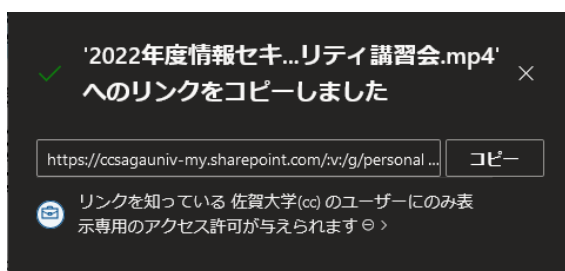 '2022年度情報セキ...リティ講習会.mp4'
へのリンクをコピーしました
https://ccsagauniv-my.sharepoint.com/:v:/g/personal ...
コピー
リンクを知っている 佐賀大学(cc) のユーザーにのみ表
示専用のアクセス許可が与えられます